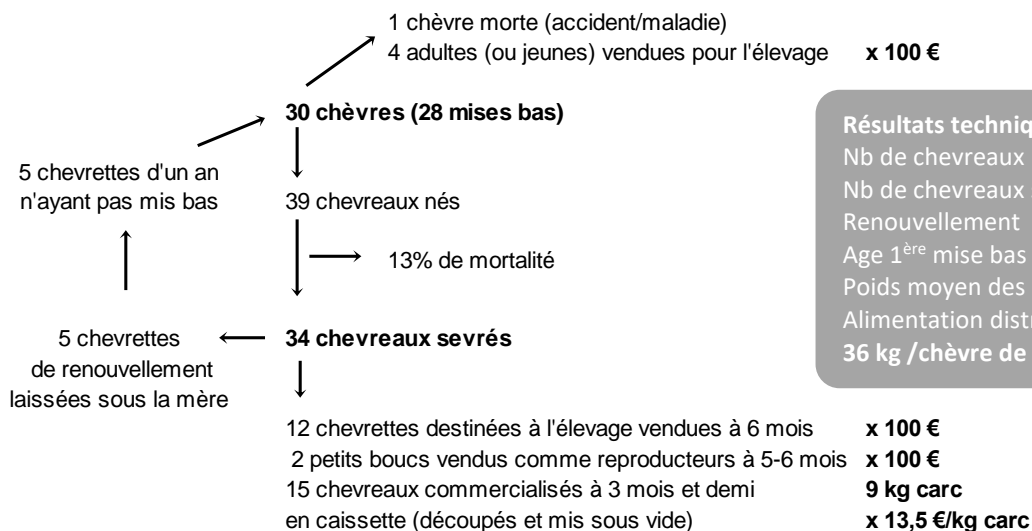 1 chèvre morte (accident/maladie)
4 adultes (ou jeunes) vendues pour l'élevage x 100 €
30 chèvres (28 mises bas)
5 chevrettes d'un an
n'ayant pas mis bas
39 chevreaux nés
13% de mortalité
5 chevrettes
de renouvellement
laissées sous la mère
34 chevreaux sevrés
12 chevrettes destinées à l'élevage vendues à 6 mois x 100 €
2 petits boucs vendus comme reproducteurs à 5-6 mois x 100 €
15 chevreaux commercialisés à 3 mois et demi 9 kg carc
en caissette (découpés et mis sous vide) x 13,5 €/kg carc
Résultats
Nb de chevreaux
Nb de chevreaux
Renouvellement
Age 1ère mise bas
Poids moyen des
Alimentation
36 kg /chèvre de